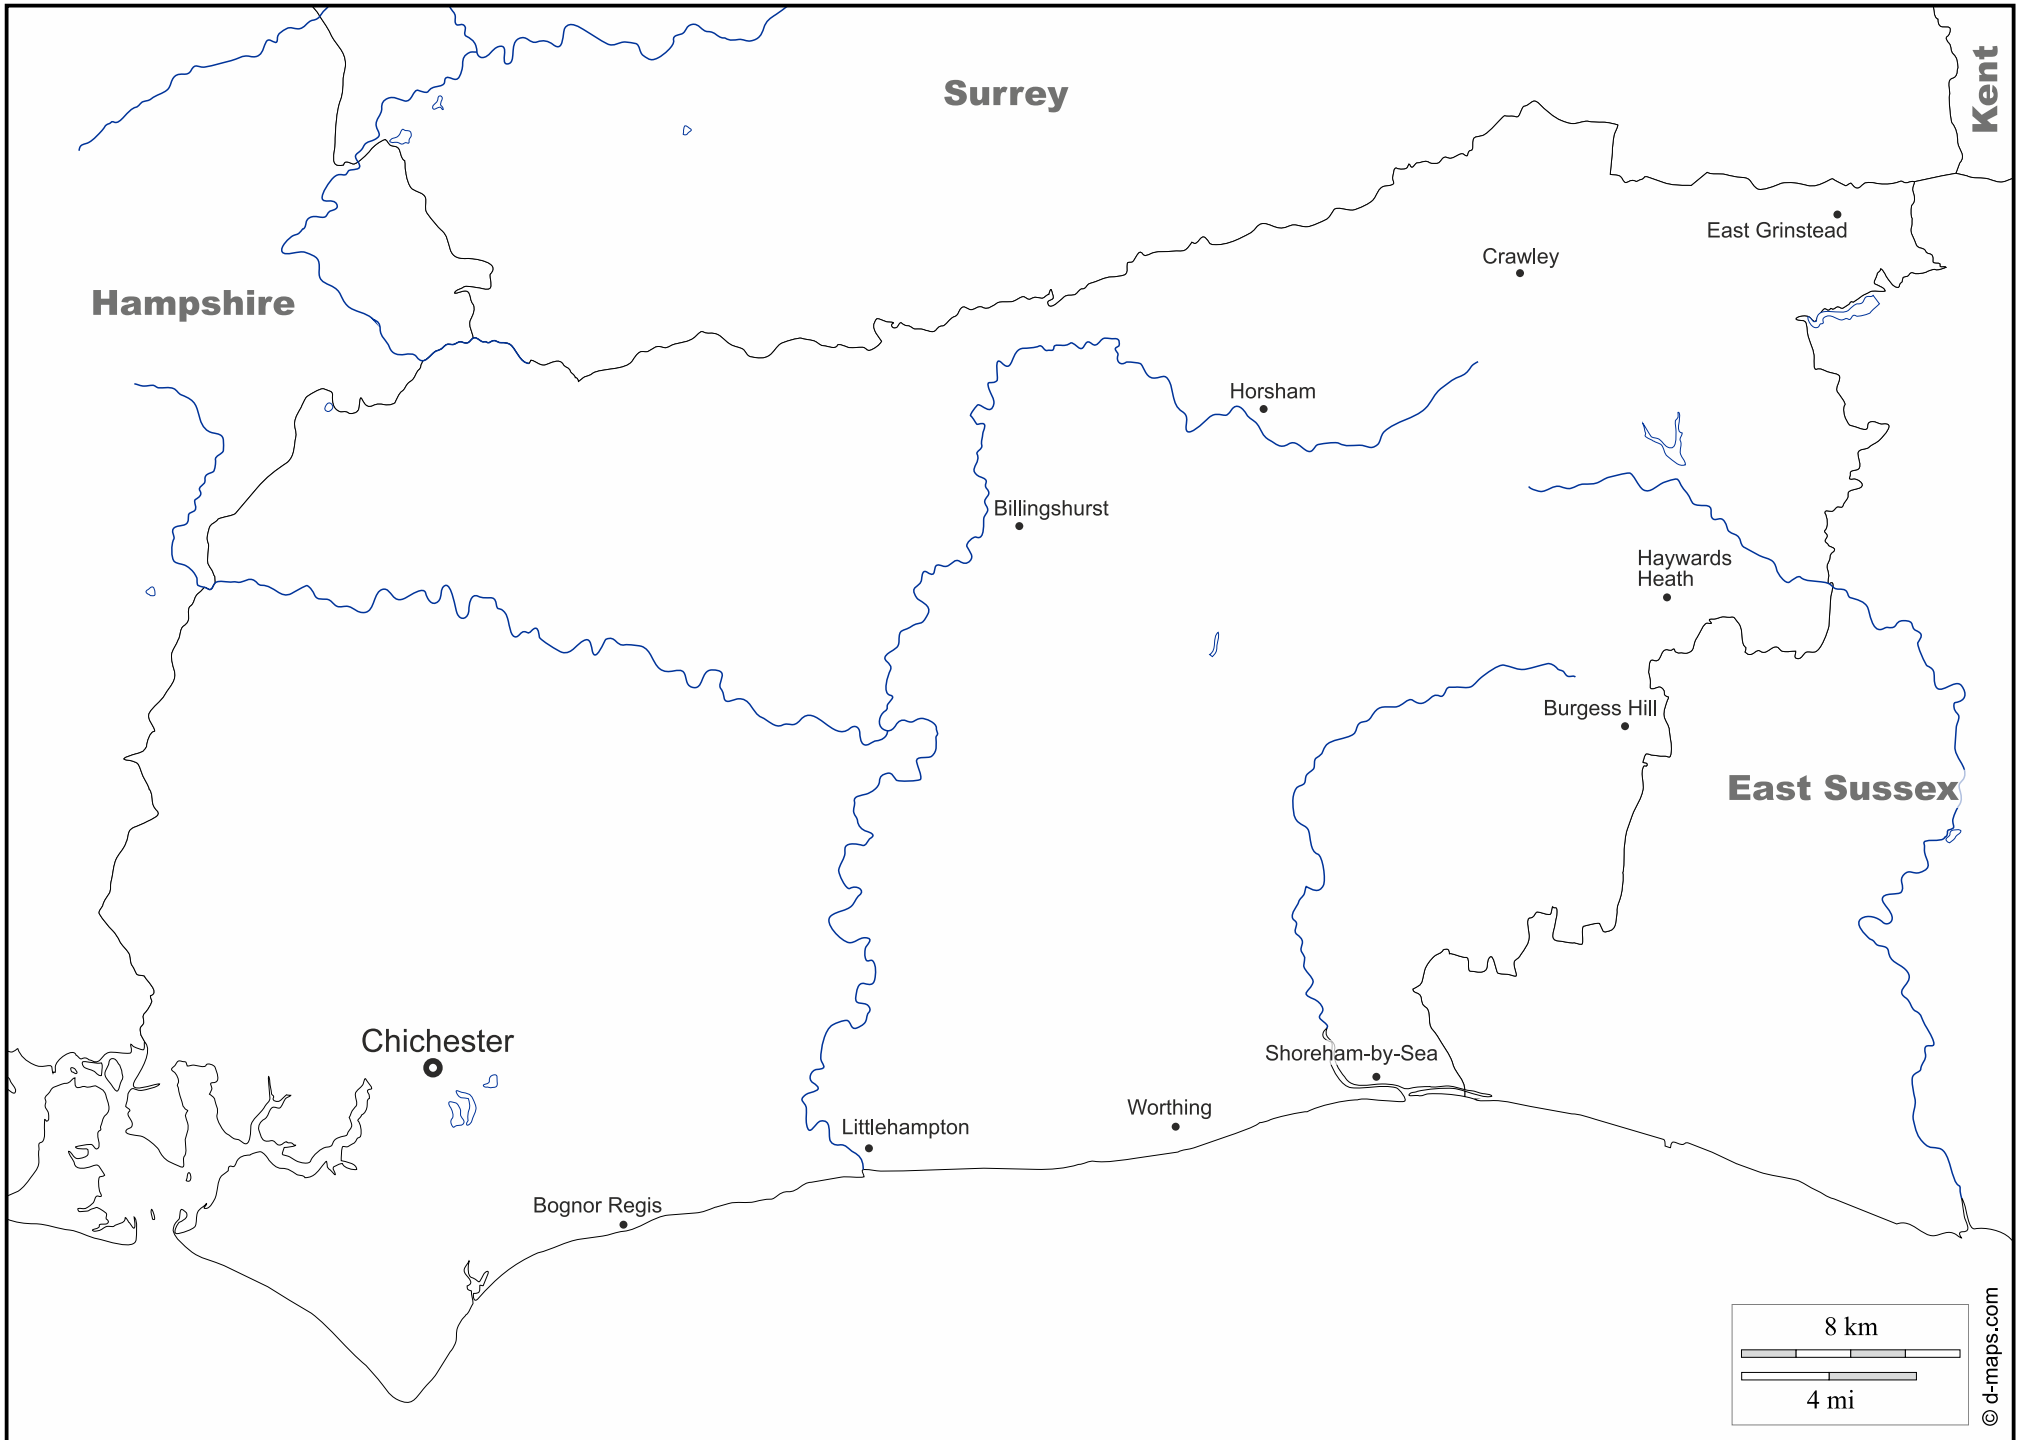 Surrey
Kent
East Grinstead
Crawley
Hampshire
Horsham
Billingshurst
Haywards
Heath
Burgess Hill
East Sussex
Chichester
Shoreham-by-Sea
Worthing
Littlehampton
Bognor Regis
8 km
4 mi
© d-maps.com